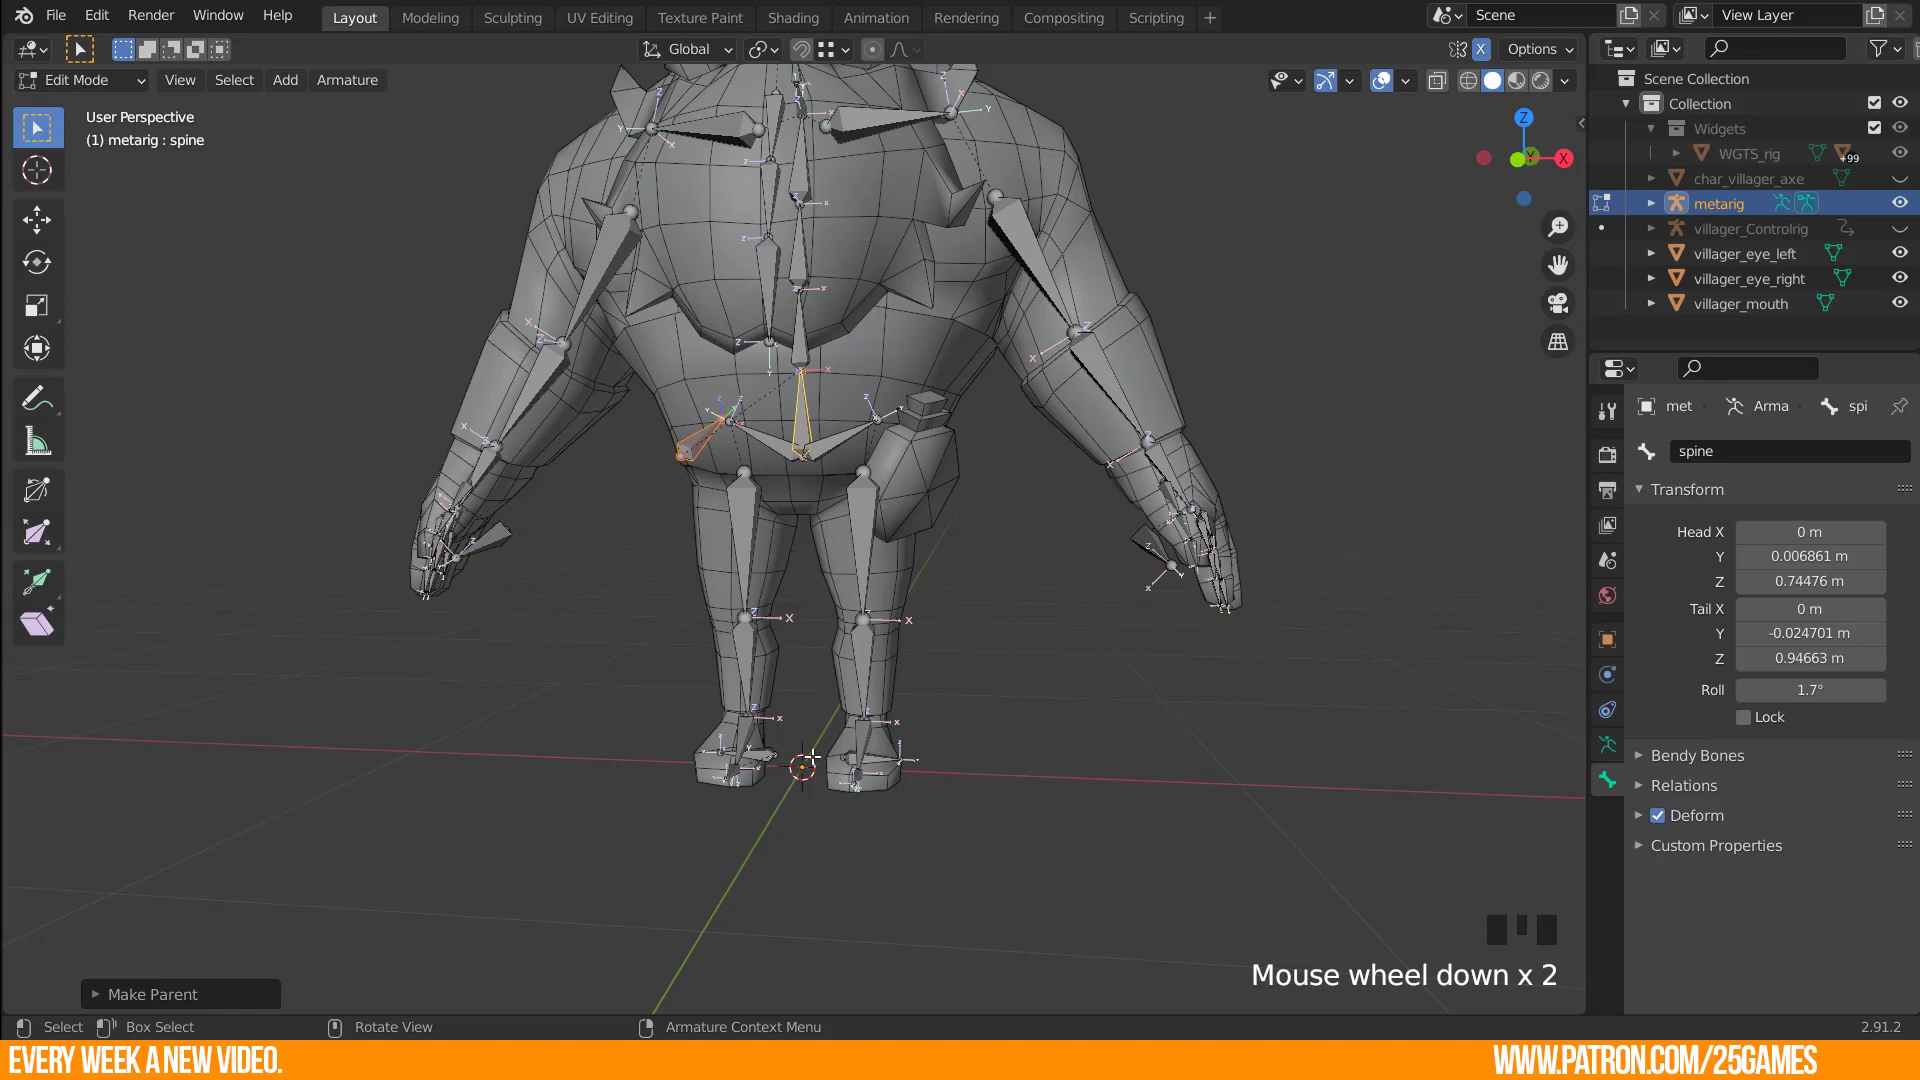 File Edit Render Window Help Layout Modeling Sculpting UV Editing Texture Paint Shading Animation Rendering Compositing Scripting + Scene View Layer
Global Options
Edit Mode View Select Add Armature
User Perspective
(1) metarig : spine
Scene Collection
Collection
Widgets
WGTS_rig +99
char_villager_axe
metarig
villager_Controlrig
villager_eye_left
villager_eye_right
villager_mouth
met Arma spi
spine
Transform
Head X 0 m
Y 0.006861 m
Z 0.74476 m
Tail X 0 m
Y -0.024701 m
Z 0.94663 m
Roll 1.7°
Lock
Bendy Bones
Relations
Deform
Custom Properties
Mouse wheel down x 2
Make Parent
Select Box Select Rotate View Armature Context Menu 2.91.2
EVERY WEEK A NEW VIDEO. WWW.PATRON.COM/25GAMES